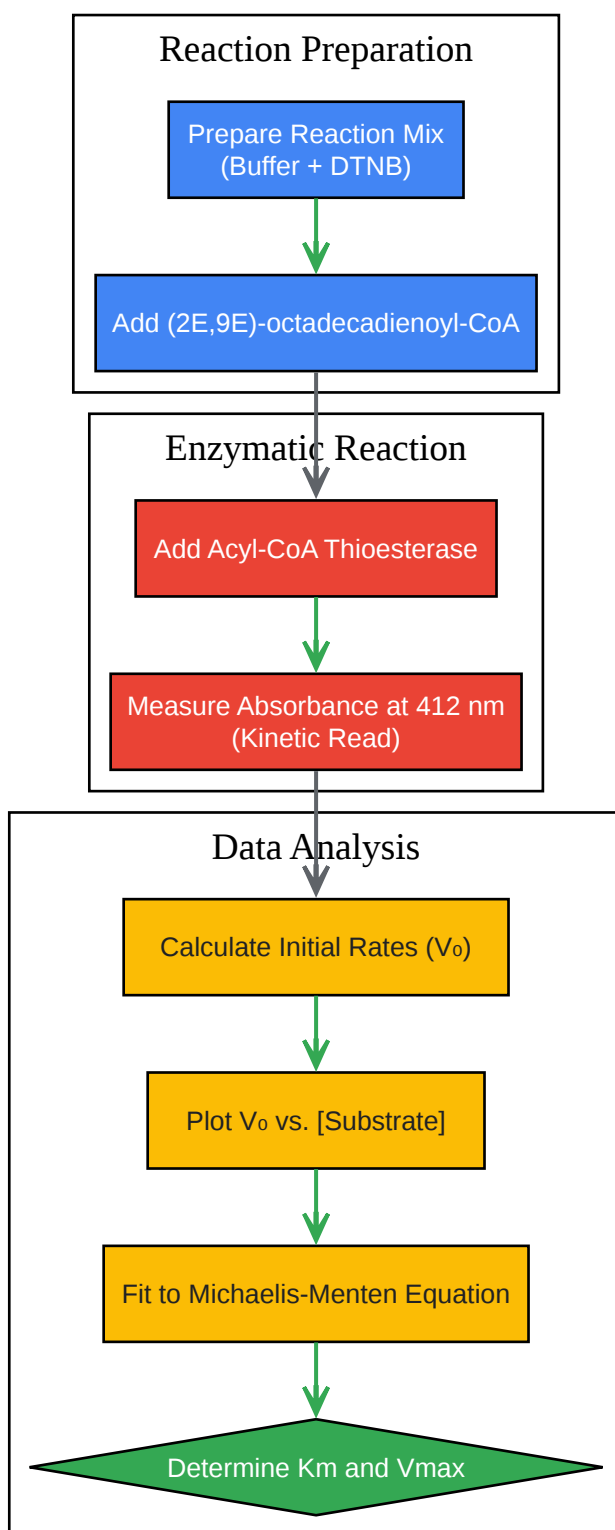 Reaction Preparation
Prepare Reaction Mix
(Buffer + DTNB)
Add (2E,9E)-octadecadienoyl-CoA
Enzymatic Reaction
Add Acyl-CoA Thioesterase
Measure Absorbance at 412 nm
(Kinetic Read)
Data Analysis
Calculate Initial Rates (V₀)
Plot V₀ vs. [Substrate]
Fit to Michaelis-Menten Equation
Determine Km and Vmax